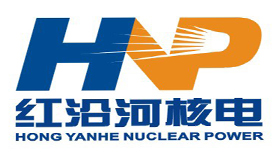 HNP
红沿河核电
HONG YANHE NUCLEAR POWER